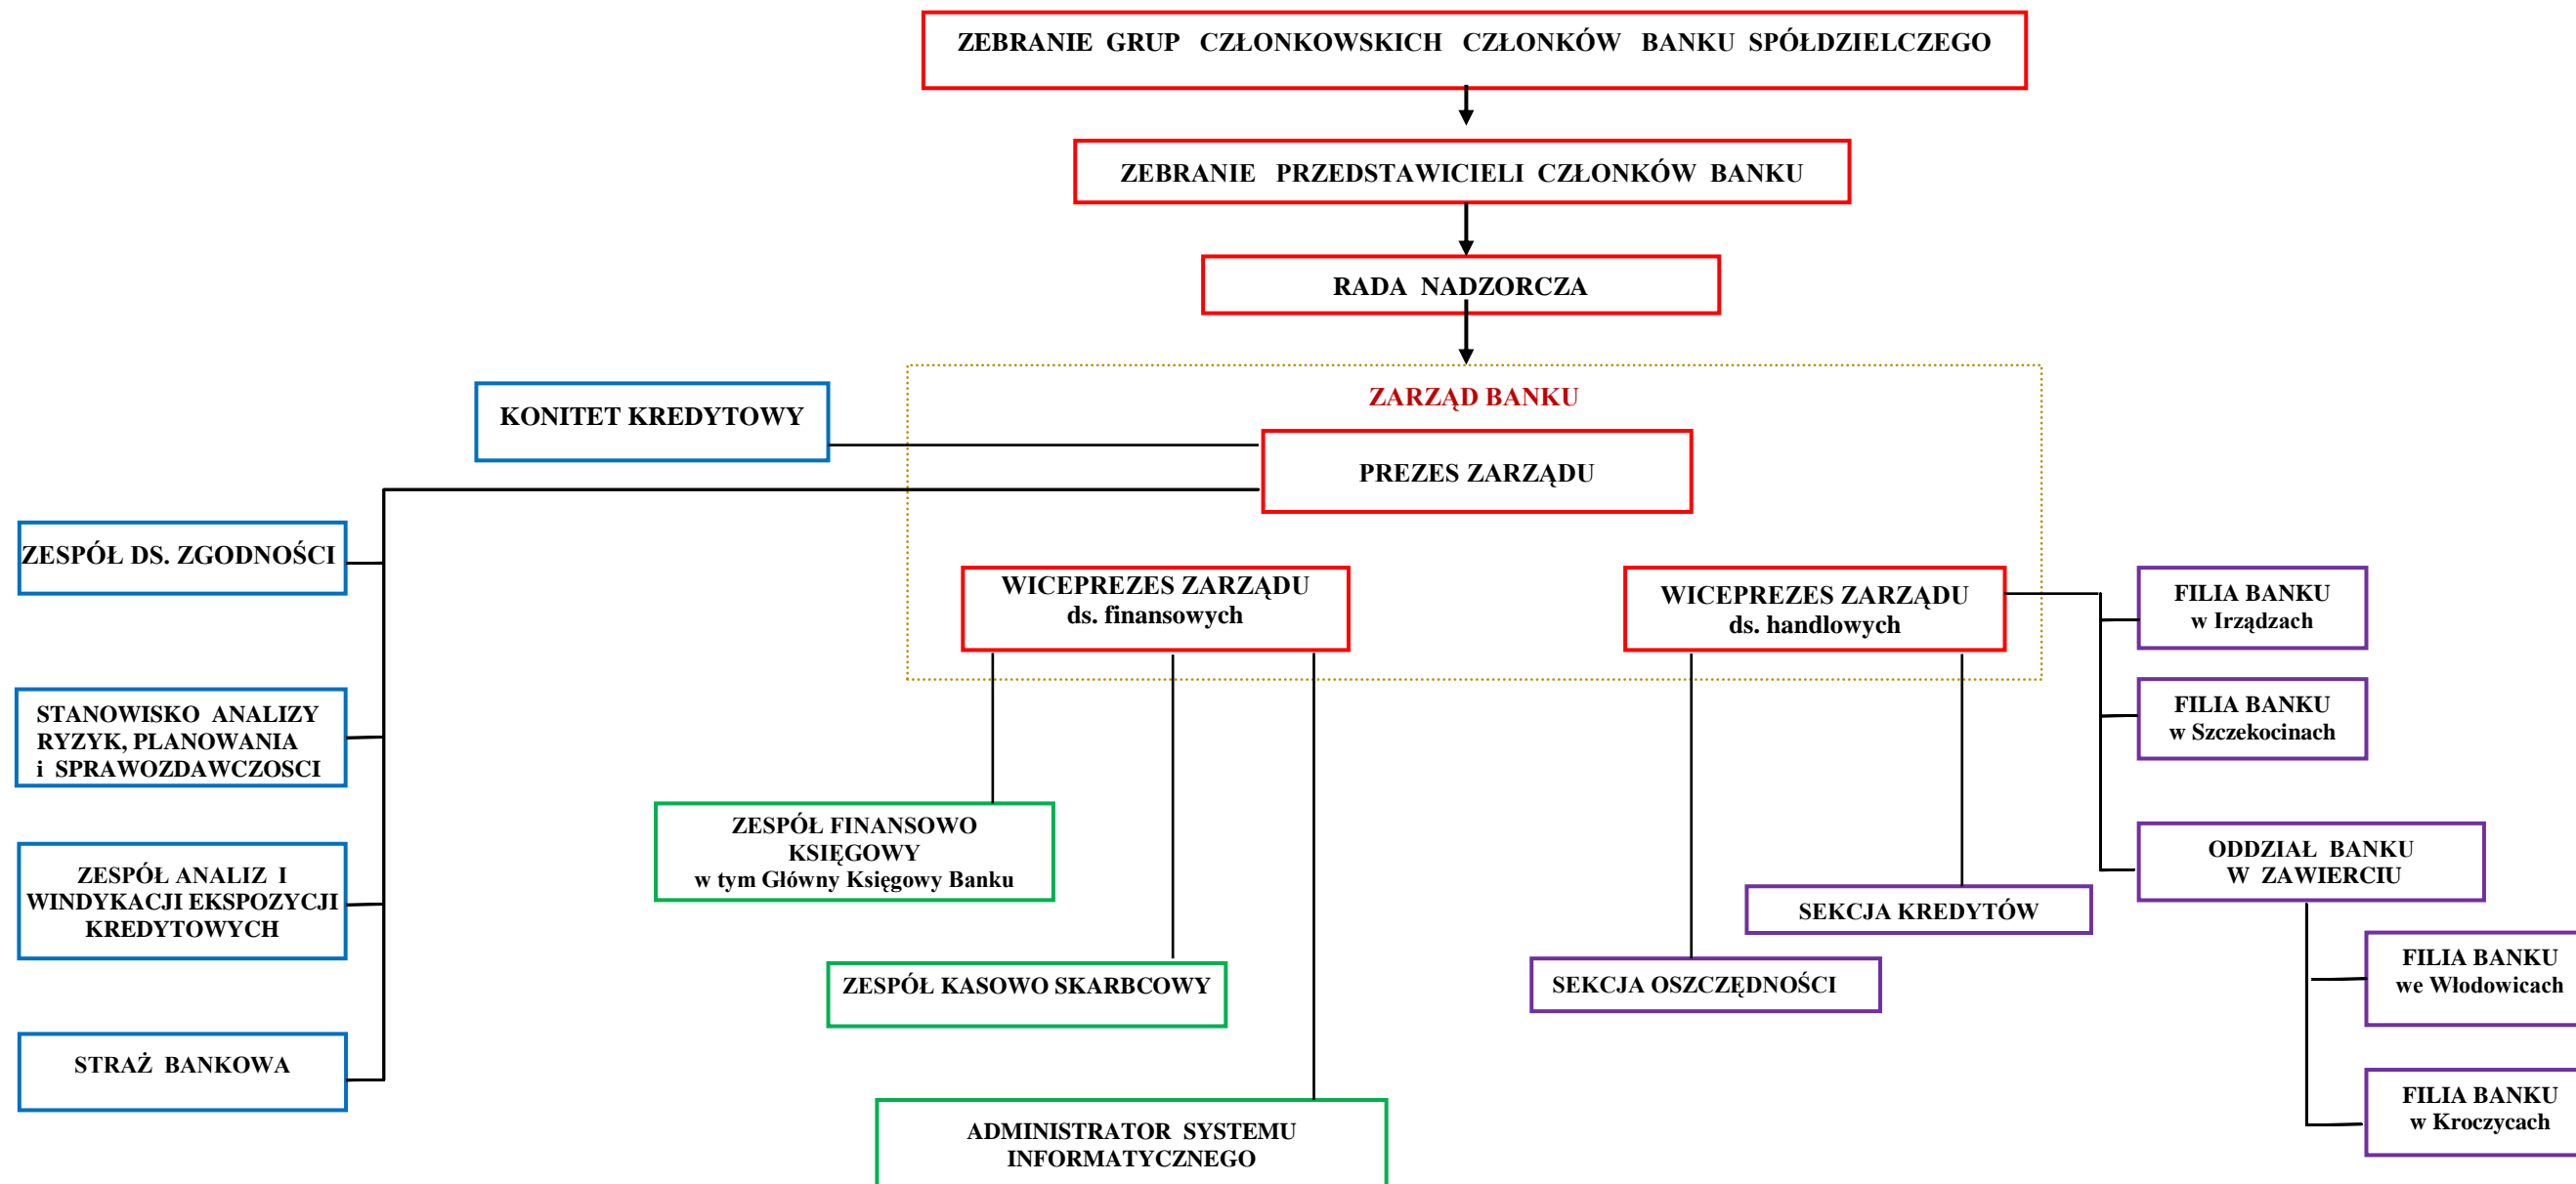 ZEBRANIE GRUP CZŁONKOWSKICH CZŁONKÓW BANKU SPÓŁDZIELCZEGO
ZEBRANIE PRZEDSTAWICIELI CZŁONKÓW BANKU
RADA NADZORCZA
ZARZĄD BANKU
KONITET KREDYTOWY
PREZES ZARZĄDU
ZESPÓŁ DS. ZGODNOŚCI
STANOWISKO ANALIZY
RYZYK, PLANOWANIA
i SPRAWOZDAWCZOSCI
ZESPÓŁ ANALIZ I
WINDYKACJI EKSPOZYCJI
KREDYTOWYCH
STRAŻ BANKOWA
WICEPREZES ZARZĄDU
ds. finansowych
ZESPÓŁ FINANSOWO
KSIĘGOWY
w tym Główny Księgowy Banku
ZESPÓŁ KASOWO SKARBCOWY
ADMINISTRATOR SYSTEMU
INFORMATYCZNEGO
WICEPREZES ZARZĄDU
ds. handlowych
SEKCJA KREDYTÓW
SEKCJA OSZCZĘDNOŚCI
FILIA BANKU
w Irządzach
FILIA BANKU
w Szczekocinach
ODDZIAŁ BANKU
W ZAWIERCIU
FILIA BANKU
we Włodowicach
FILIA BANKU
w Kroczycach